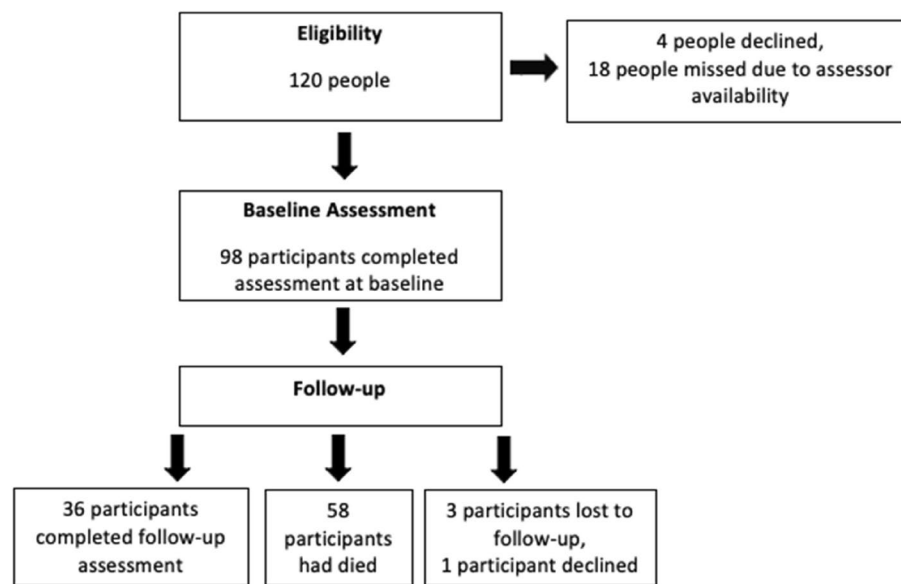 Eligibility
120 people
4 people declined,
18 people missed due to assessor
availability
Baseline Assessment
98 participants completed
assessment at baseline
Follow-up
36 participants
completed follow-up
assessment
58
participants
had died
3 participants lost to
follow-up,
1 participant declined